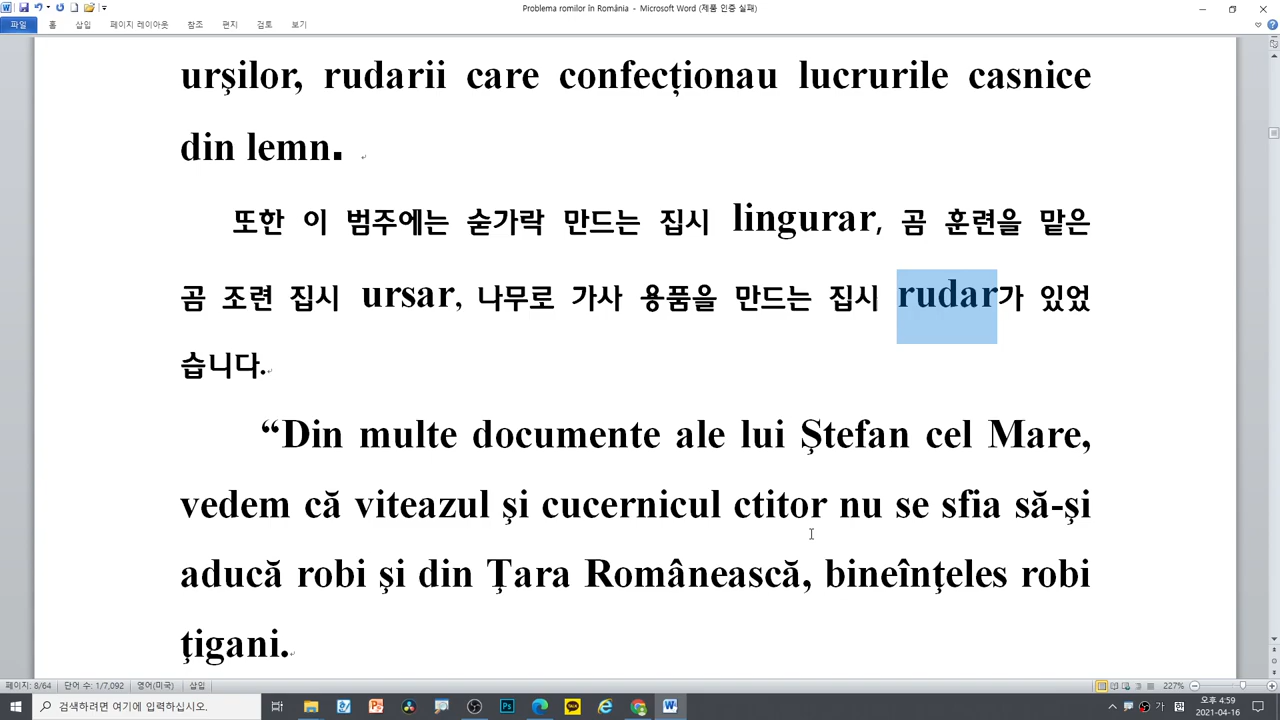 Problema romilor în România - Microsoft Word (제품 인증 실패)
파일 홈 삽입 페이지 레이아웃 참조 편지 검토 보기
urşilor, rudarii care confecționau lucrurile casnice
din lemn.
또한 이 범주에는 숟가락 만드는 집시 lingurar, 곰 훈련을 맡은
곰 조련 집시 ursar, 나무로 가사 용품을 만드는 집시 rudar가 있었
습니다.
“Din multe documente ale lui Ştefan cel Mare,
vedem că viteazul şi cucernicul ctitor nu se sfia să-şi
aducă robi şi din Ţara Românească, bineînţeles robi
ţigani.
페이지: 8/64 단어 수: 1/7,092 영어(미국) 삽입 227%
검색하려면 여기에 입력하십시오. 가 오후 4:59
2021-04-16